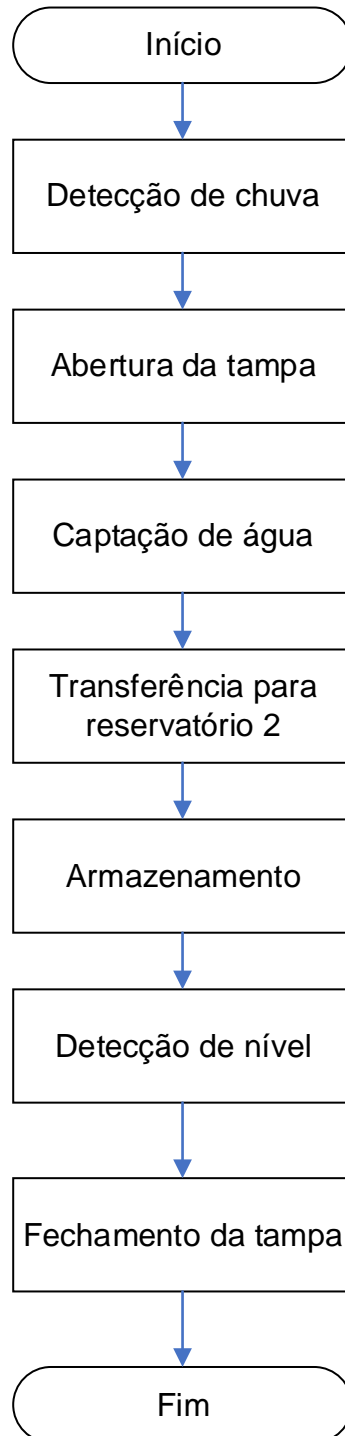 Início
Detecção de chuva
Abertura da tampa
Captação de água
Transferência para
reservatório 2
Armazenamento
Detecção de nível
Fechamento da tampa
Fim